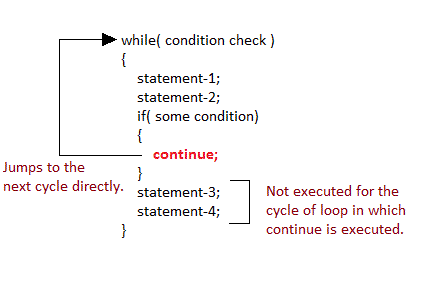 while( condition check )
{
statement-1;
statement-2;
if( some condition)
{
continue;
}
statement-3;
statement-4;
}
Jumps to the
next cycle directly.
Not executed for the
cycle of loop in which
continue is executed.